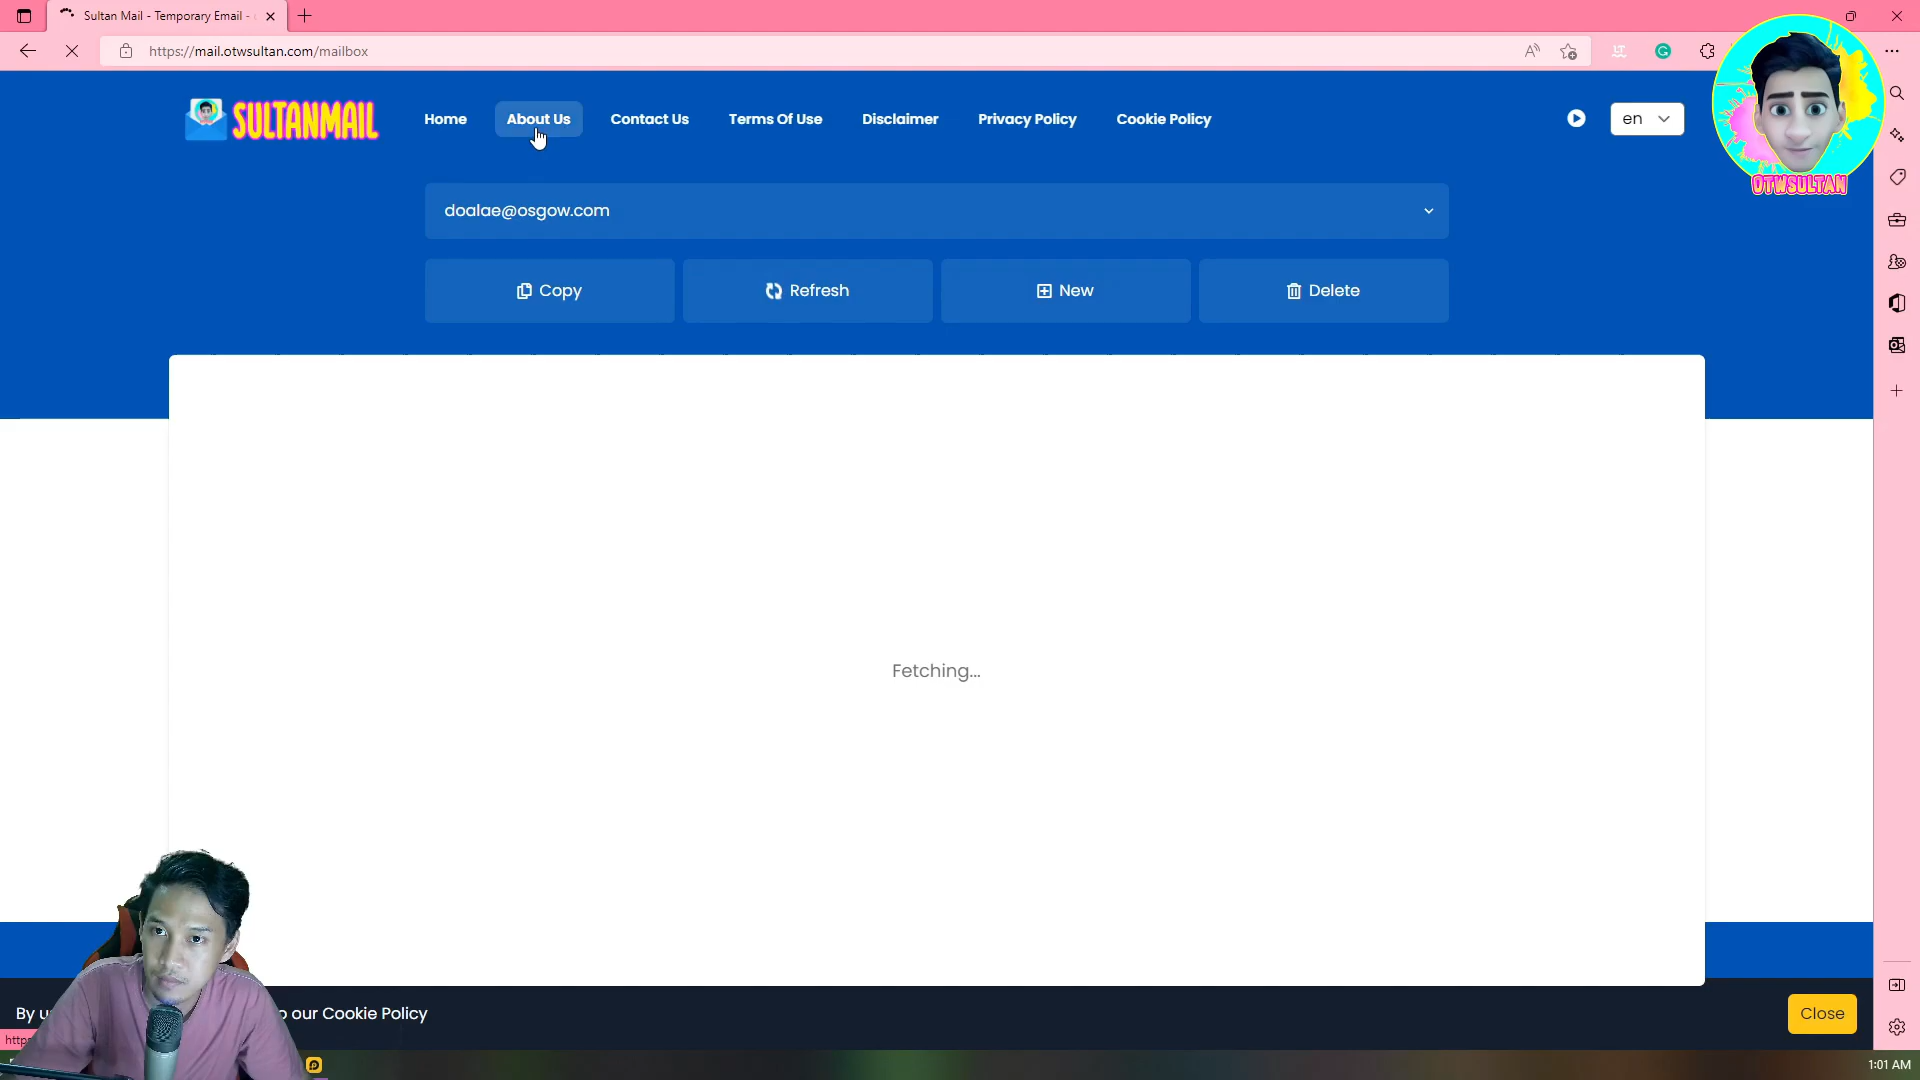 Sultan Mail - Temporary Email -
https://mail.otwsultan.com/mailbox
SULTANMAIL
Home
About Us
Contact Us
Terms Of Use
Disclaimer
Privacy Policy
Cookie Policy
en
OTWSULTAN
doalae@osgow.com
Copy
Refresh
New
Delete
Fetching...
By
o our Cookie Policy
Close
http
1:01 AM